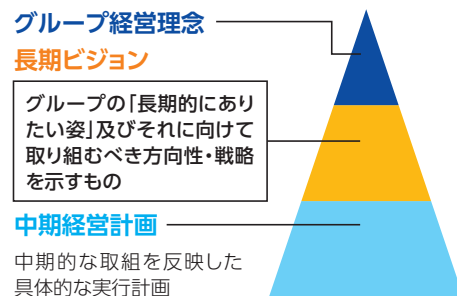 グループ経営理念
長期ビジョン
グループの「長期的にあり
たい姿」及びそれに向けて
取り組むべき方向性・戦略
を示すもの
中期経営計画
中期的な取組を反映した
具体的な実行計画